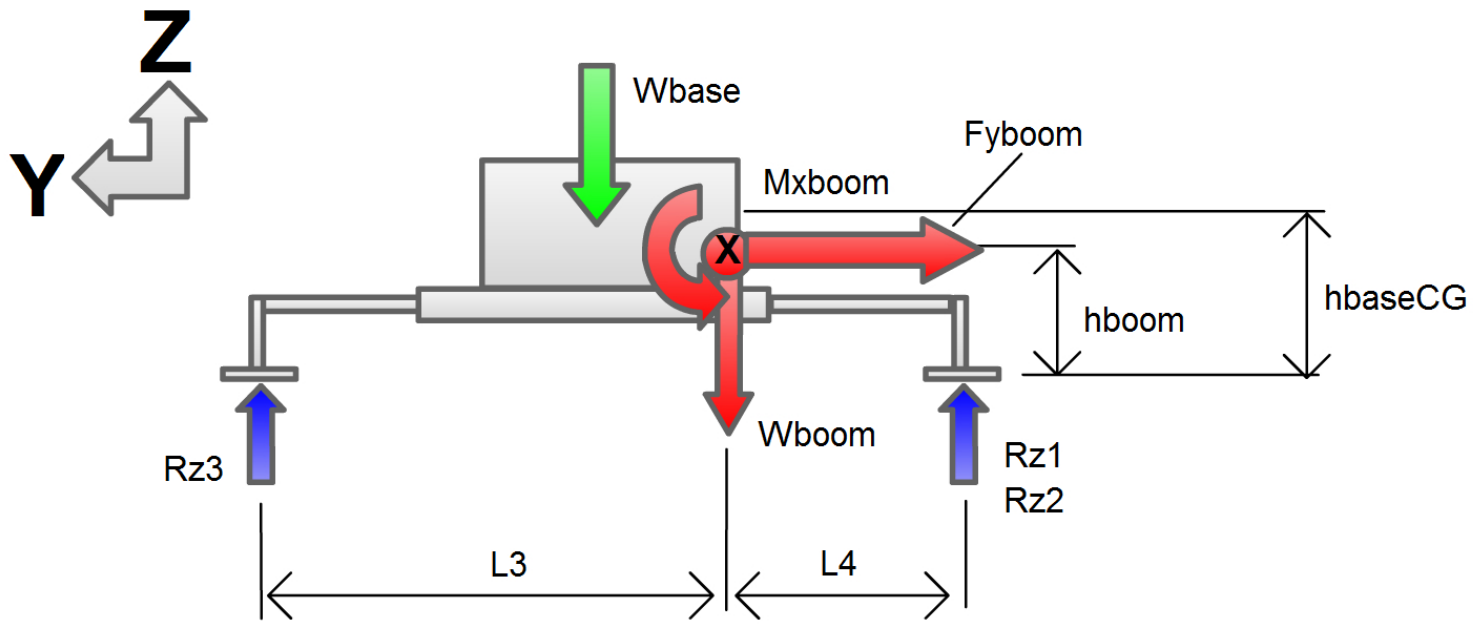 Z
Y
Wbase
Fyboom
Mxboom
X
hboom
hbaseCG
Wboom
Rz3
Rz1
Rz2
L3
L4